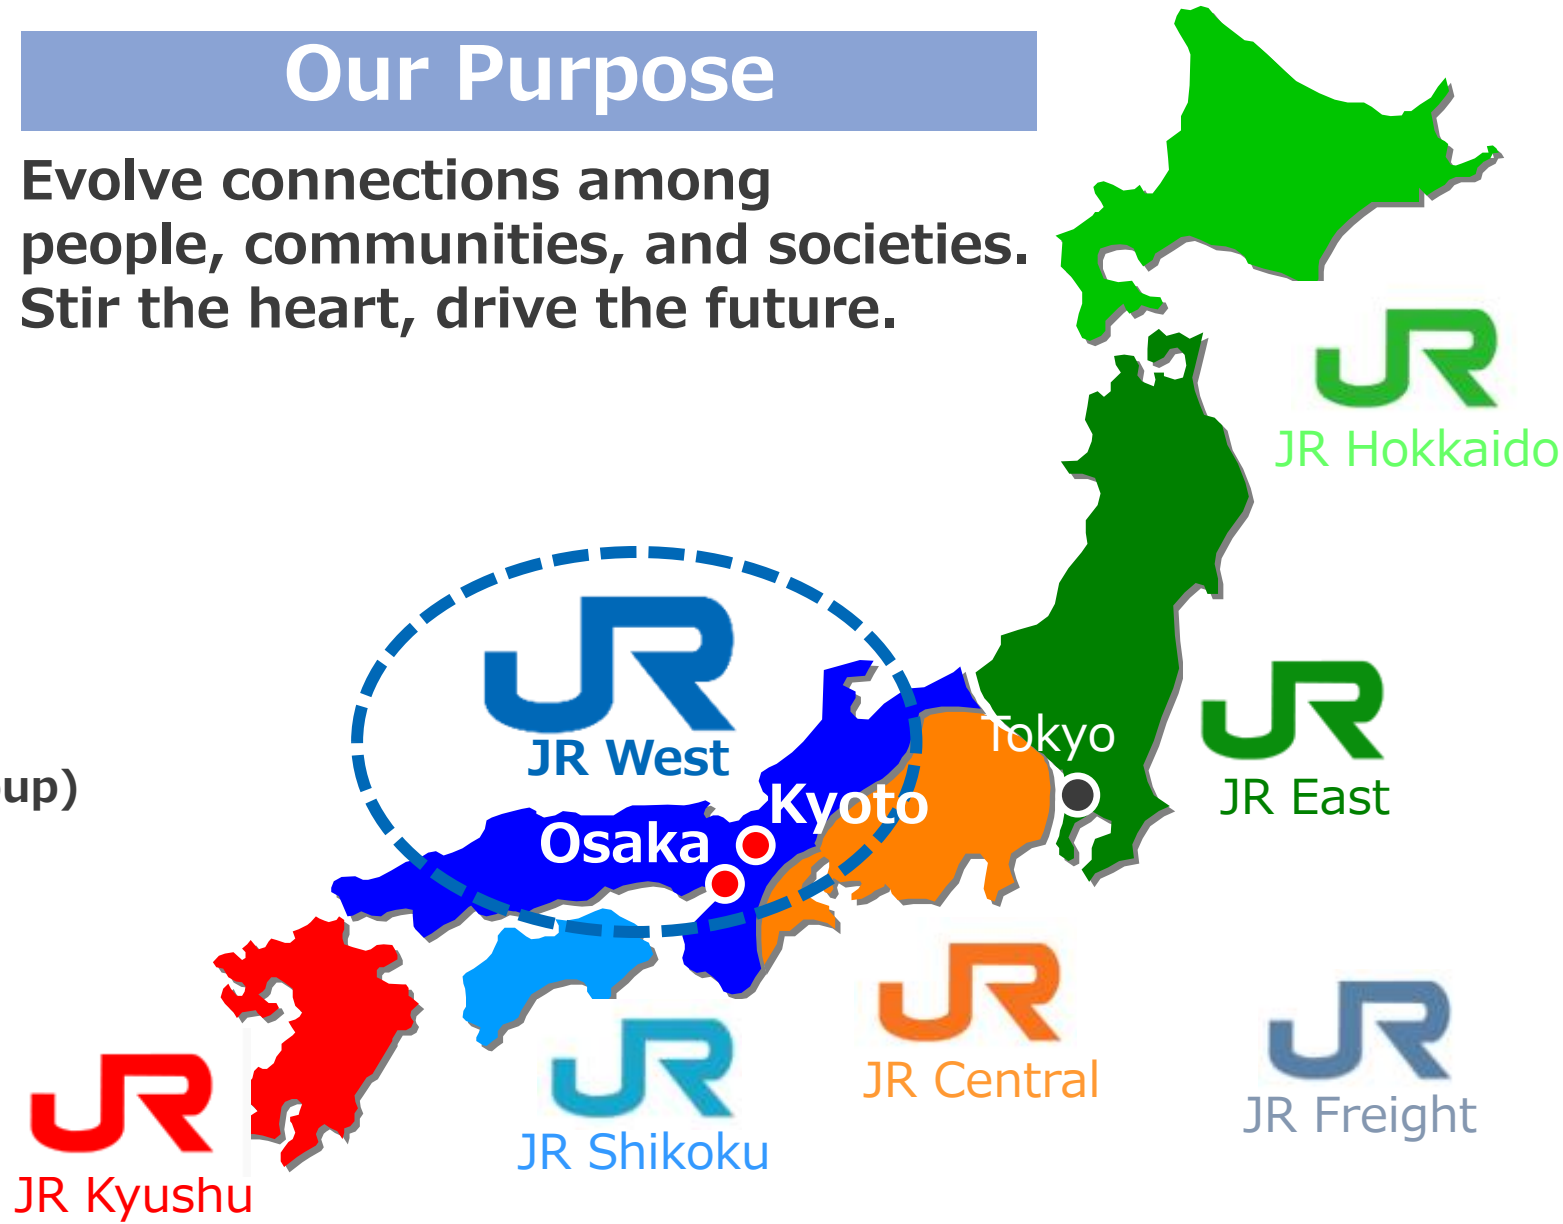 Our Purpose
Evolve connections among
people, communities, and societies.
Stir the heart, drive the future.
JR
JR Hokkaido
JR
JR West
JR
JR East
Tokyo
up)
Kyoto
Osaka
JR
JR Central
JR
JR Freight
JR
JR Shikoku
JR
JR Kyushu